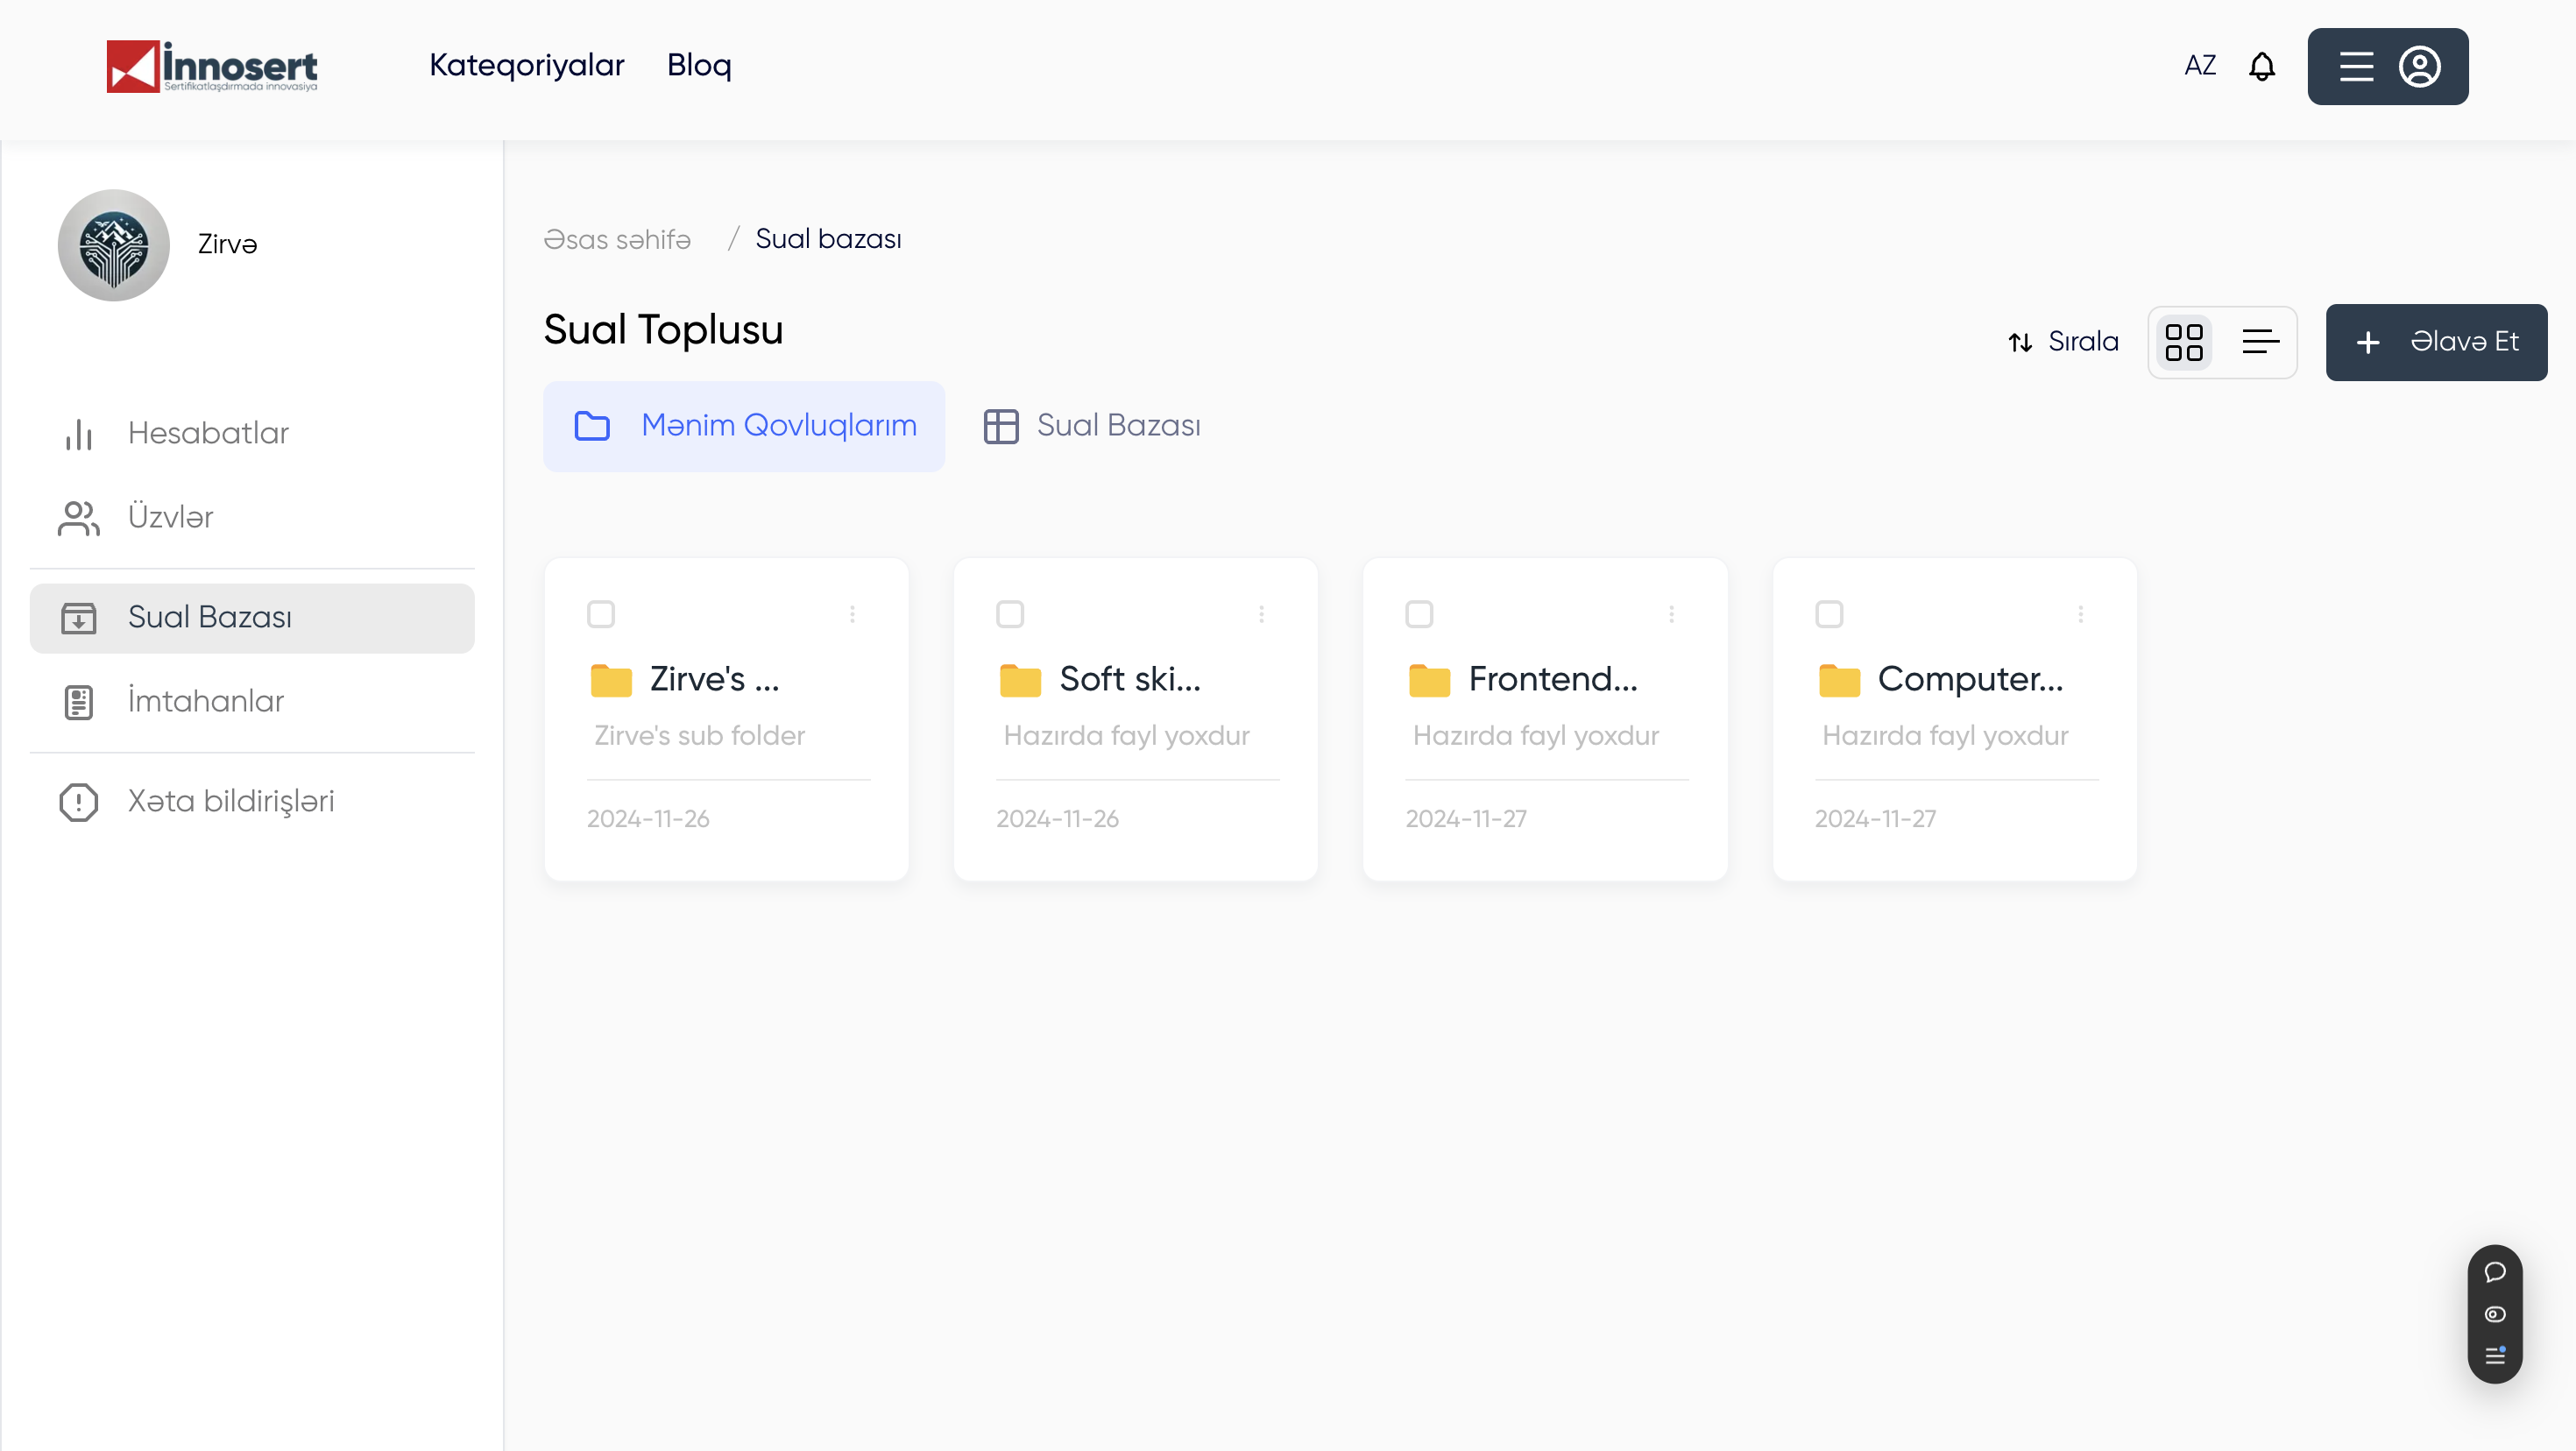 İnnosert
Sertifikatlaşdırmada innovasiya
Kateqoriyalar
Bloq
AZ
Zirvə
Hesabatlar
Üzvlər
Sual Bazası
İmtahanlar
Xəta bildirişləri
Əsas səhifə / Sual bazası
Sual Toplusu
Sırala
+ Əlavə Et
Mənim Qovluqlarım
Sual Bazası
Zirve's ...
Zirve's sub folder
2024-11-26
Soft ski...
Hazırda fayl yoxdur
2024-11-26
Frontend...
Hazırda fayl yoxdur
2024-11-27
Computer...
Hazırda fayl yoxdur
2024-11-27